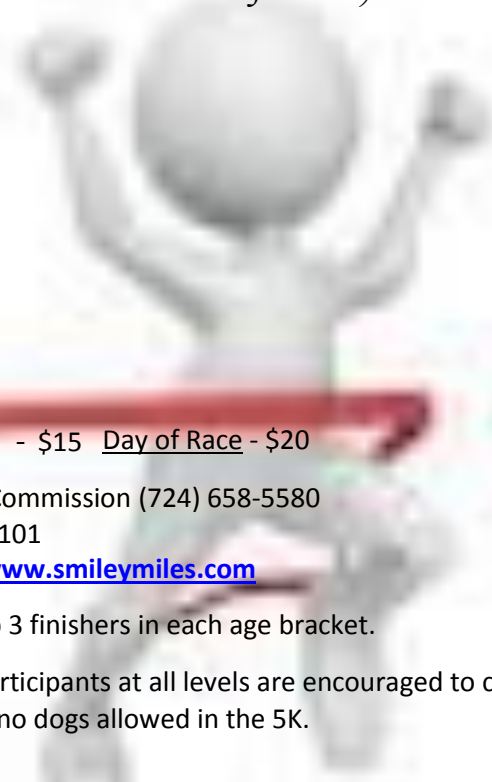 - $15 Day of Race - $20
Commission (724) 658-5580
101
www.smileymiles.com
3 finishers in each age bracket.
participants at all levels are encouraged to
no dogs allowed in the 5K.